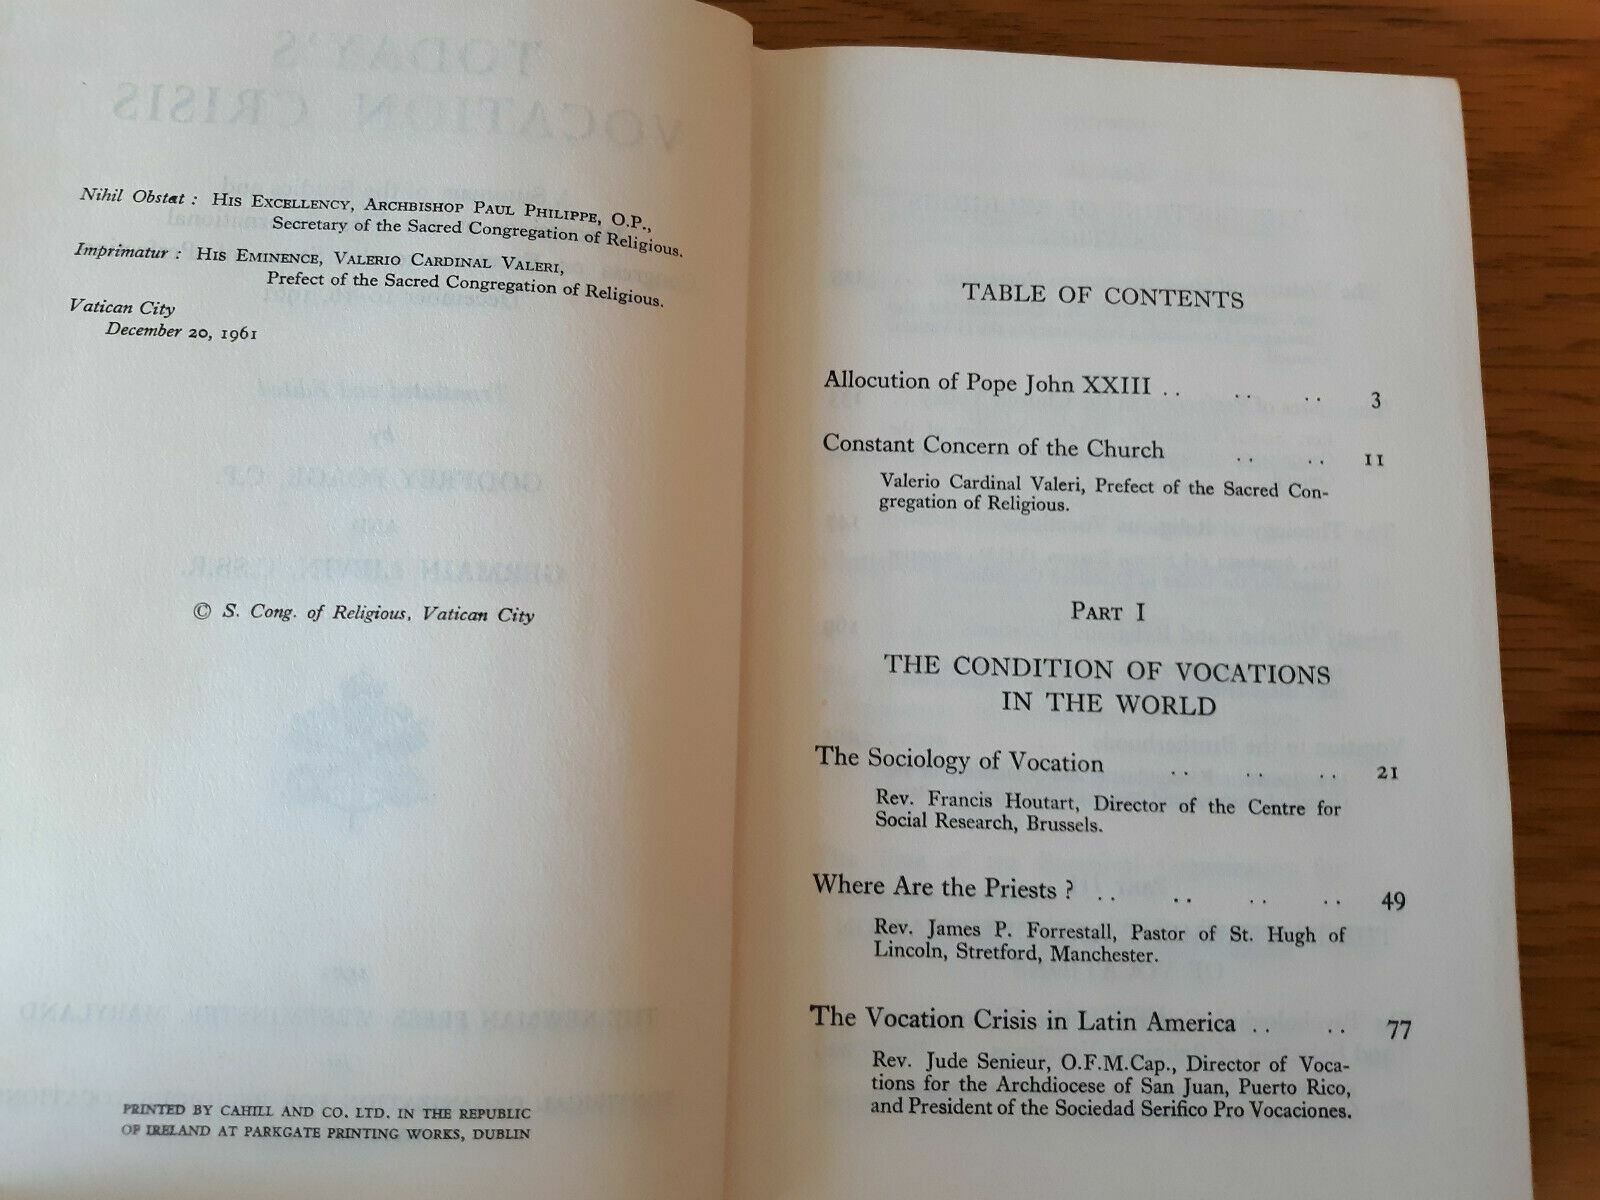 Nihil Obstat : HIS EXCELLENCY, ARCHBISHOP PAUL PHILIPPE, O.P.,
Secretary of the Sacred Congregation of Religious.
Imprimatur : HIS EMINENCE, VALERIO CARDINAL VALERI,
Prefect of the Sacred Congregation of Religious.
Vatican City
December 20, 1961
© S. Cong. of Religious, Vatican City
PRINTED BY CAHILL AND CO. LTD. IN THE REPUBLIC
OF IRELAND AT PARKGATE PRINTING WORKS, DUBLIN
TABLE OF CONTENTS
Allocution of Pope John XXIII . . . . . . 3
Constant Concern of the Church . . . . 11
Valerio Cardinal Valeri, Prefect of the Sacred Con-
gregation of Religious.
PART I
THE CONDITION OF VOCATIONS
IN THE WORLD
The Sociology of Vocation . . . . . . 21
Rev. Francis Houtart, Director of the Centre for
Social Research, Brussels.
Where Are the Priests ? . . . . . . . . 49
Rev. James P. Forrestall, Pastor of St. Hugh of
Lincoln, Stretford, Manchester.
The Vocation Crisis in Latin America . . . . 77
Rev. Jude Senieur, O.F.M.Cap., Director of Voca-
tions for the Archdiocese of San Juan, Puerto Rico,
and President of the Sociedad Serifico Pro Vocaciones.